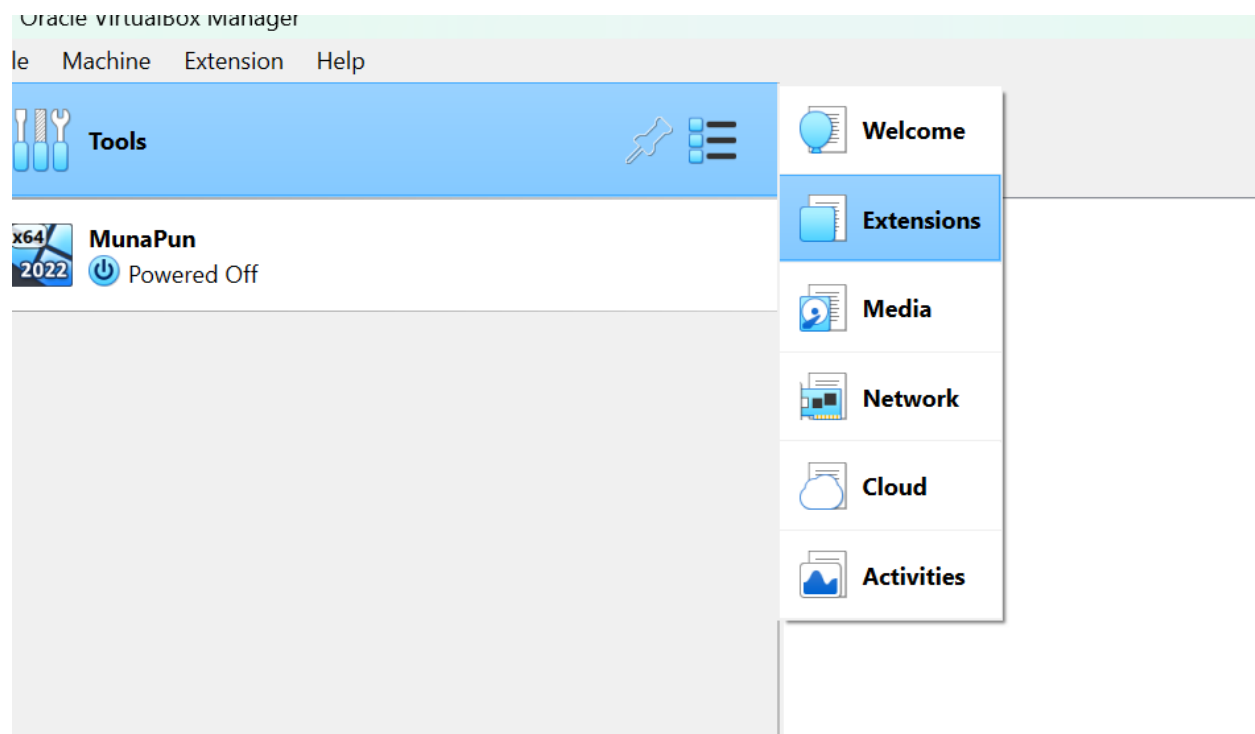 Oracle VirtualBox Manager
le Machine Extension Help
Tools
x64
2022
MunaPun
Powered Off
Welcome
Extensions
Media
Network
Cloud
Activities